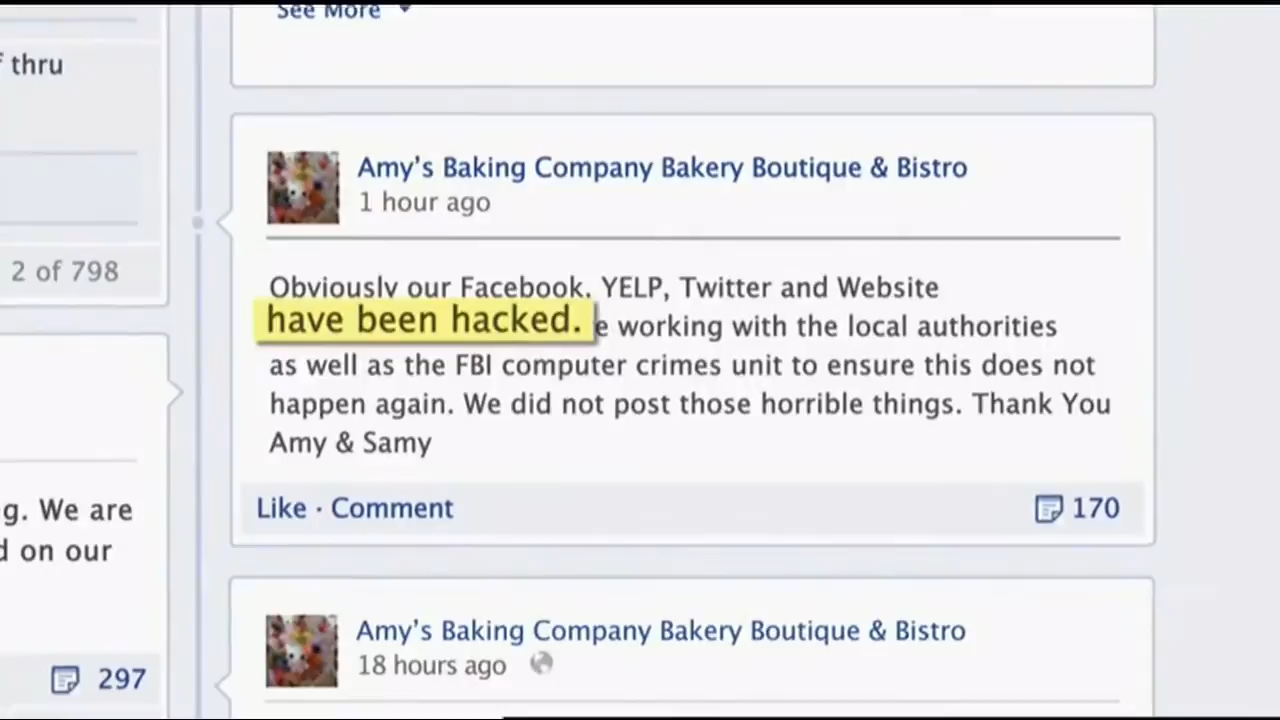 See More
f thru
2 of 798
Amy's Baking Company Bakery Boutique & Bistro
1 hour ago
Obviously our Facebook, YELP, Twitter and Website
have been hacked. working with the local authorities
as well as the FBI computer crimes unit to ensure this does not
happen again. We did not post those horrible things. Thank You
Amy & Samy
Like · Comment
170
g. We are
d on our
297
Amy's Baking Company Bakery Boutique & Bistro
18 hours ago